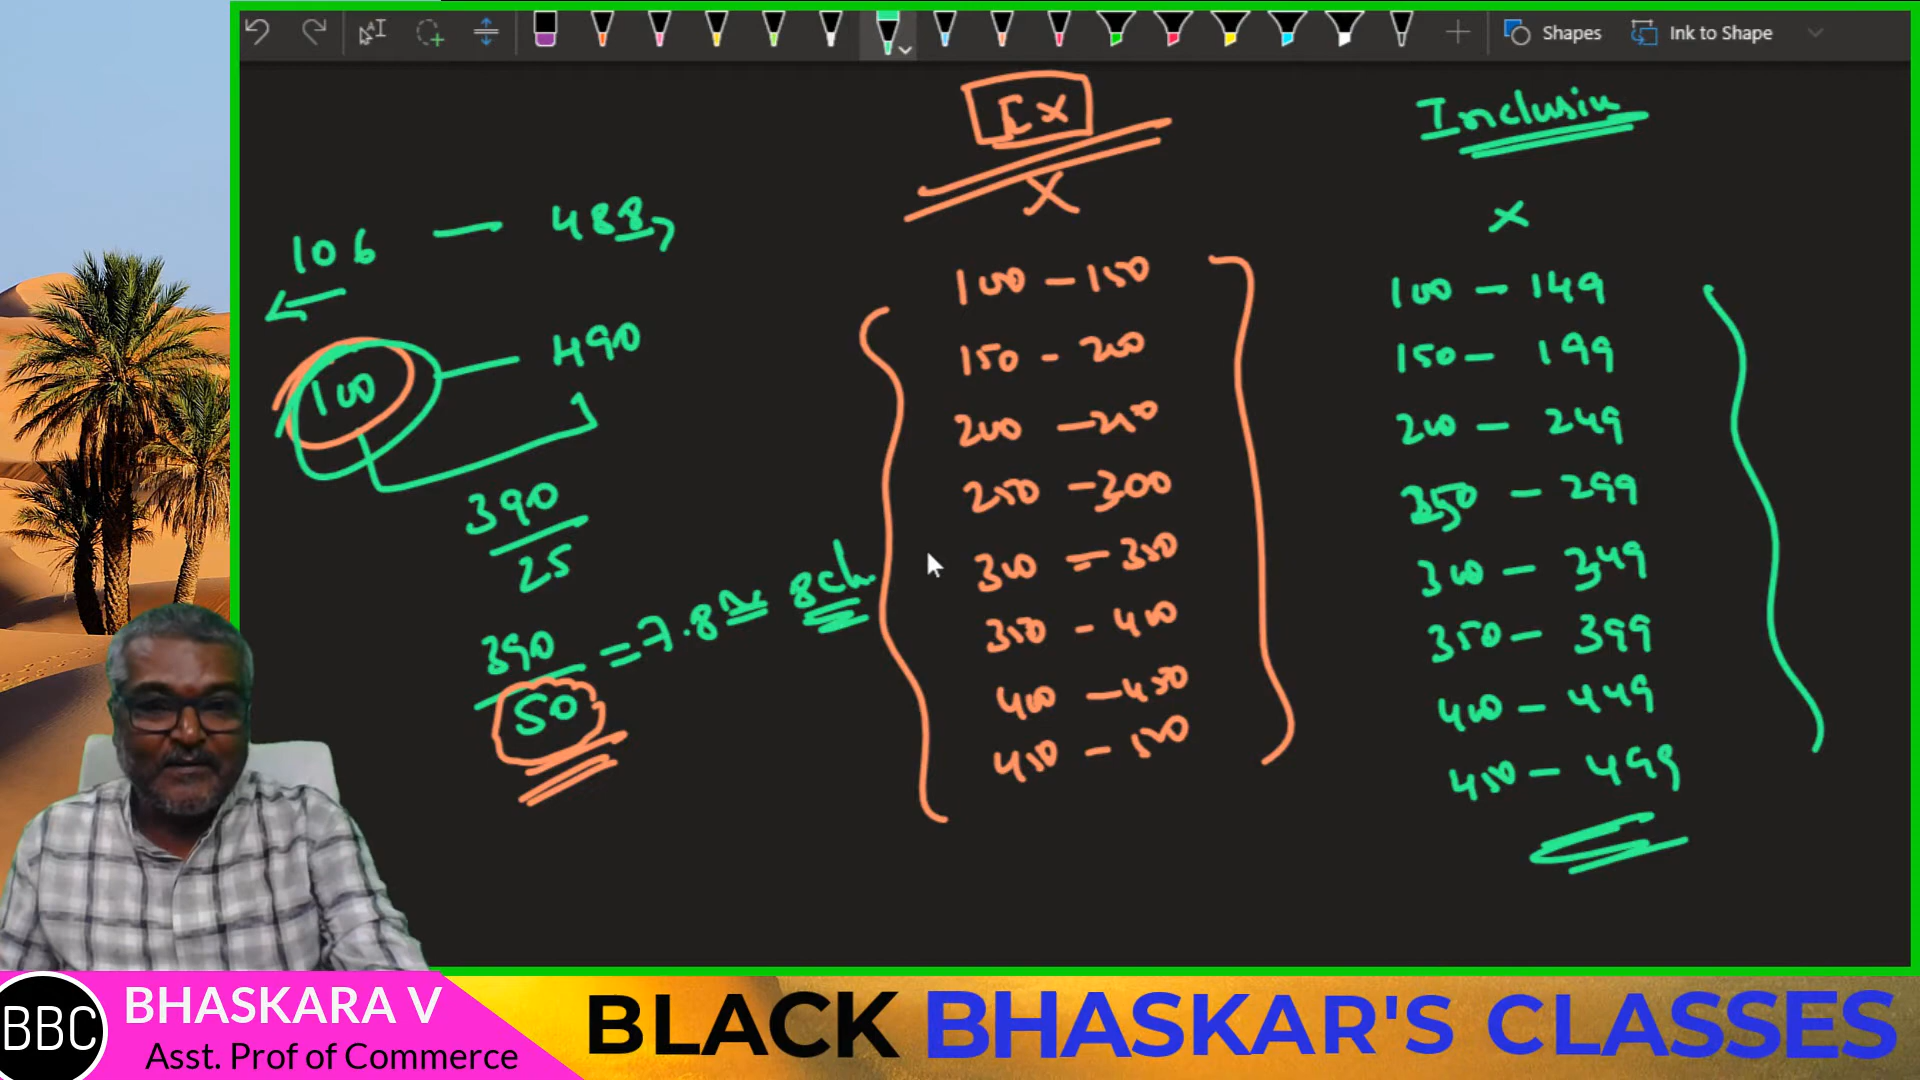 Shapes
Ink to Shape
106 — 488,
100 — 490
390
25
390
50
= 7.8 ≅ 8
Ex
X
100 – 150
150 – 200
200 – 250
250 – 300
300 = 350
350 – 400
400 – 450
450 – 500
Inclusiv
x
100 – 149
150 – 199
200 – 249
250 – 299
300 – 349
350 – 399
400 – 449
450 – 499
BBC
BHASKARA V
Asst. Prof of Commerce
BLACK BHASKAR'S CLASSES